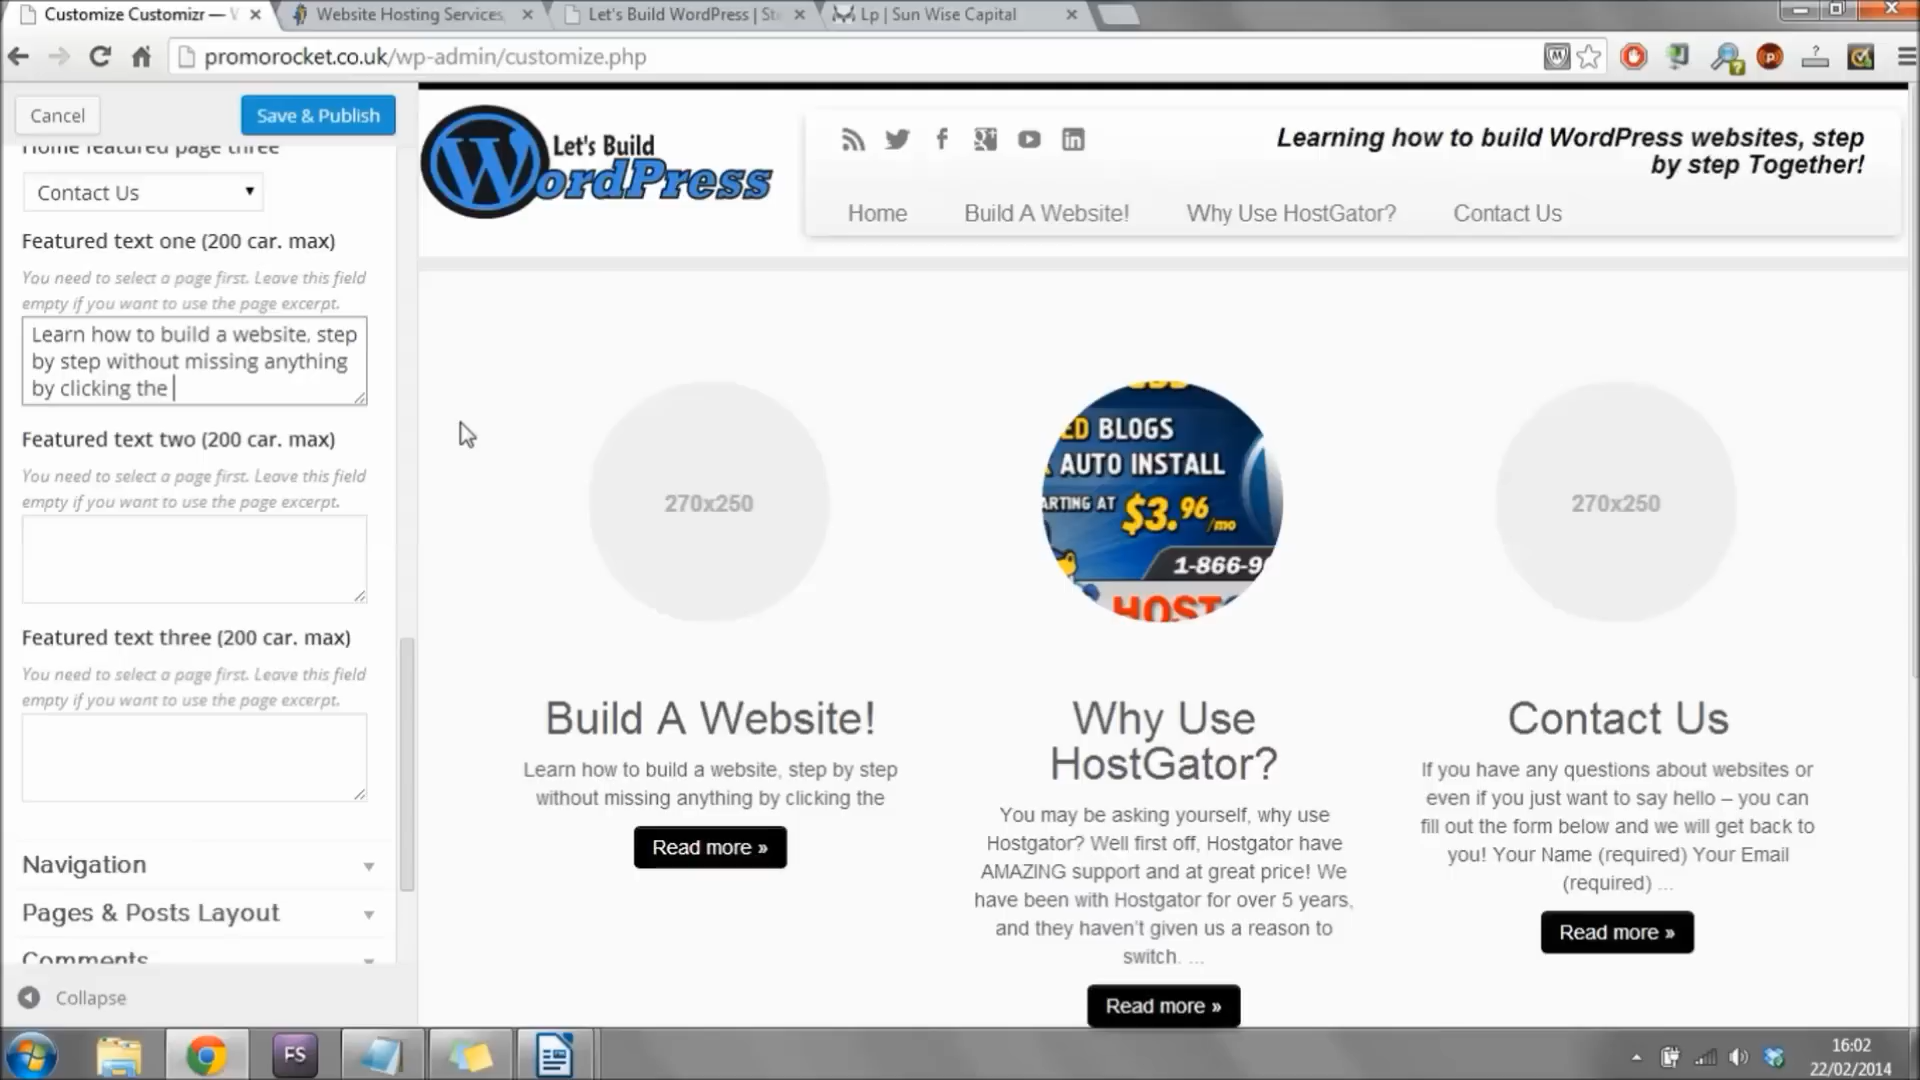 Customize Customizr — W
Website Hosting Services,
Let's Build WordPress | Ste
Lp | Sun Wise Capital
promorocket.co.uk/wp-admin/customize.php
Cancel
Save & Publish
Home featured page three
Contact Us
Featured text one (200 car. max)
You need to select a page first. Leave this field
empty if you want to use the page excerpt.
Learn how to build a website, step
by step without missing anything
by clicking the
Featured text two (200 car. max)
You need to select a page first. Leave this field
empty if you want to use the page excerpt.
Featured text three (200 car. max)
You need to select a page first. Leave this field
empty if you want to use the page excerpt.
Navigation
Pages & Posts Layout
Comments
Collapse
Let's Build
WordPress
Learning how to build WordPress websites, step
by step Together!
Home
Build A Website!
Why Use HostGator?
Contact Us
270x250
ED BLOGS
AUTO INSTALL
ARTING AT $3.96 /mo
1-866-9
HOST
270x250
Build A Website!
Learn how to build a website, step by step
without missing anything by clicking the
Read more »
Why Use
HostGator?
You may be asking yourself, why use
Hostgator? Well first off, Hostgator have
AMAZING support and at great price! We
have been with Hostgator for over 5 years,
and they haven't given us a reason to
switch. ...
Read more »
Contact Us
If you have any questions about websites or
even if you just want to say hello – you can
fill out the form below and we will get back to
you! Your Name (required) Your Email
(required) ...
Read more »
FS
16:02
22/02/2014